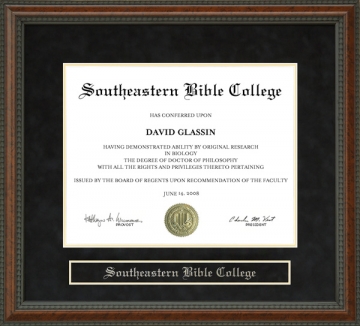 Southeastern Bible College
HAS CONFERRED UPON
DAVID GLASSIN
HAVING DEMONSTRATED ABILITY BY ORIGINAL RESEARCH
IN BIOLOGY
THE DEGREE OF DOCTOR OF PHILOSOPHY
WITH ALL THE RIGHTS AND PRIVILEGES THERETO PERTAINING
ISSUED BY THE BOARD OF REGENTS UPON RECOMMENDATION OF THE FACULTY
JUNE 14, 2008
PROVOST
PRESIDENT
Southeastern Bible College